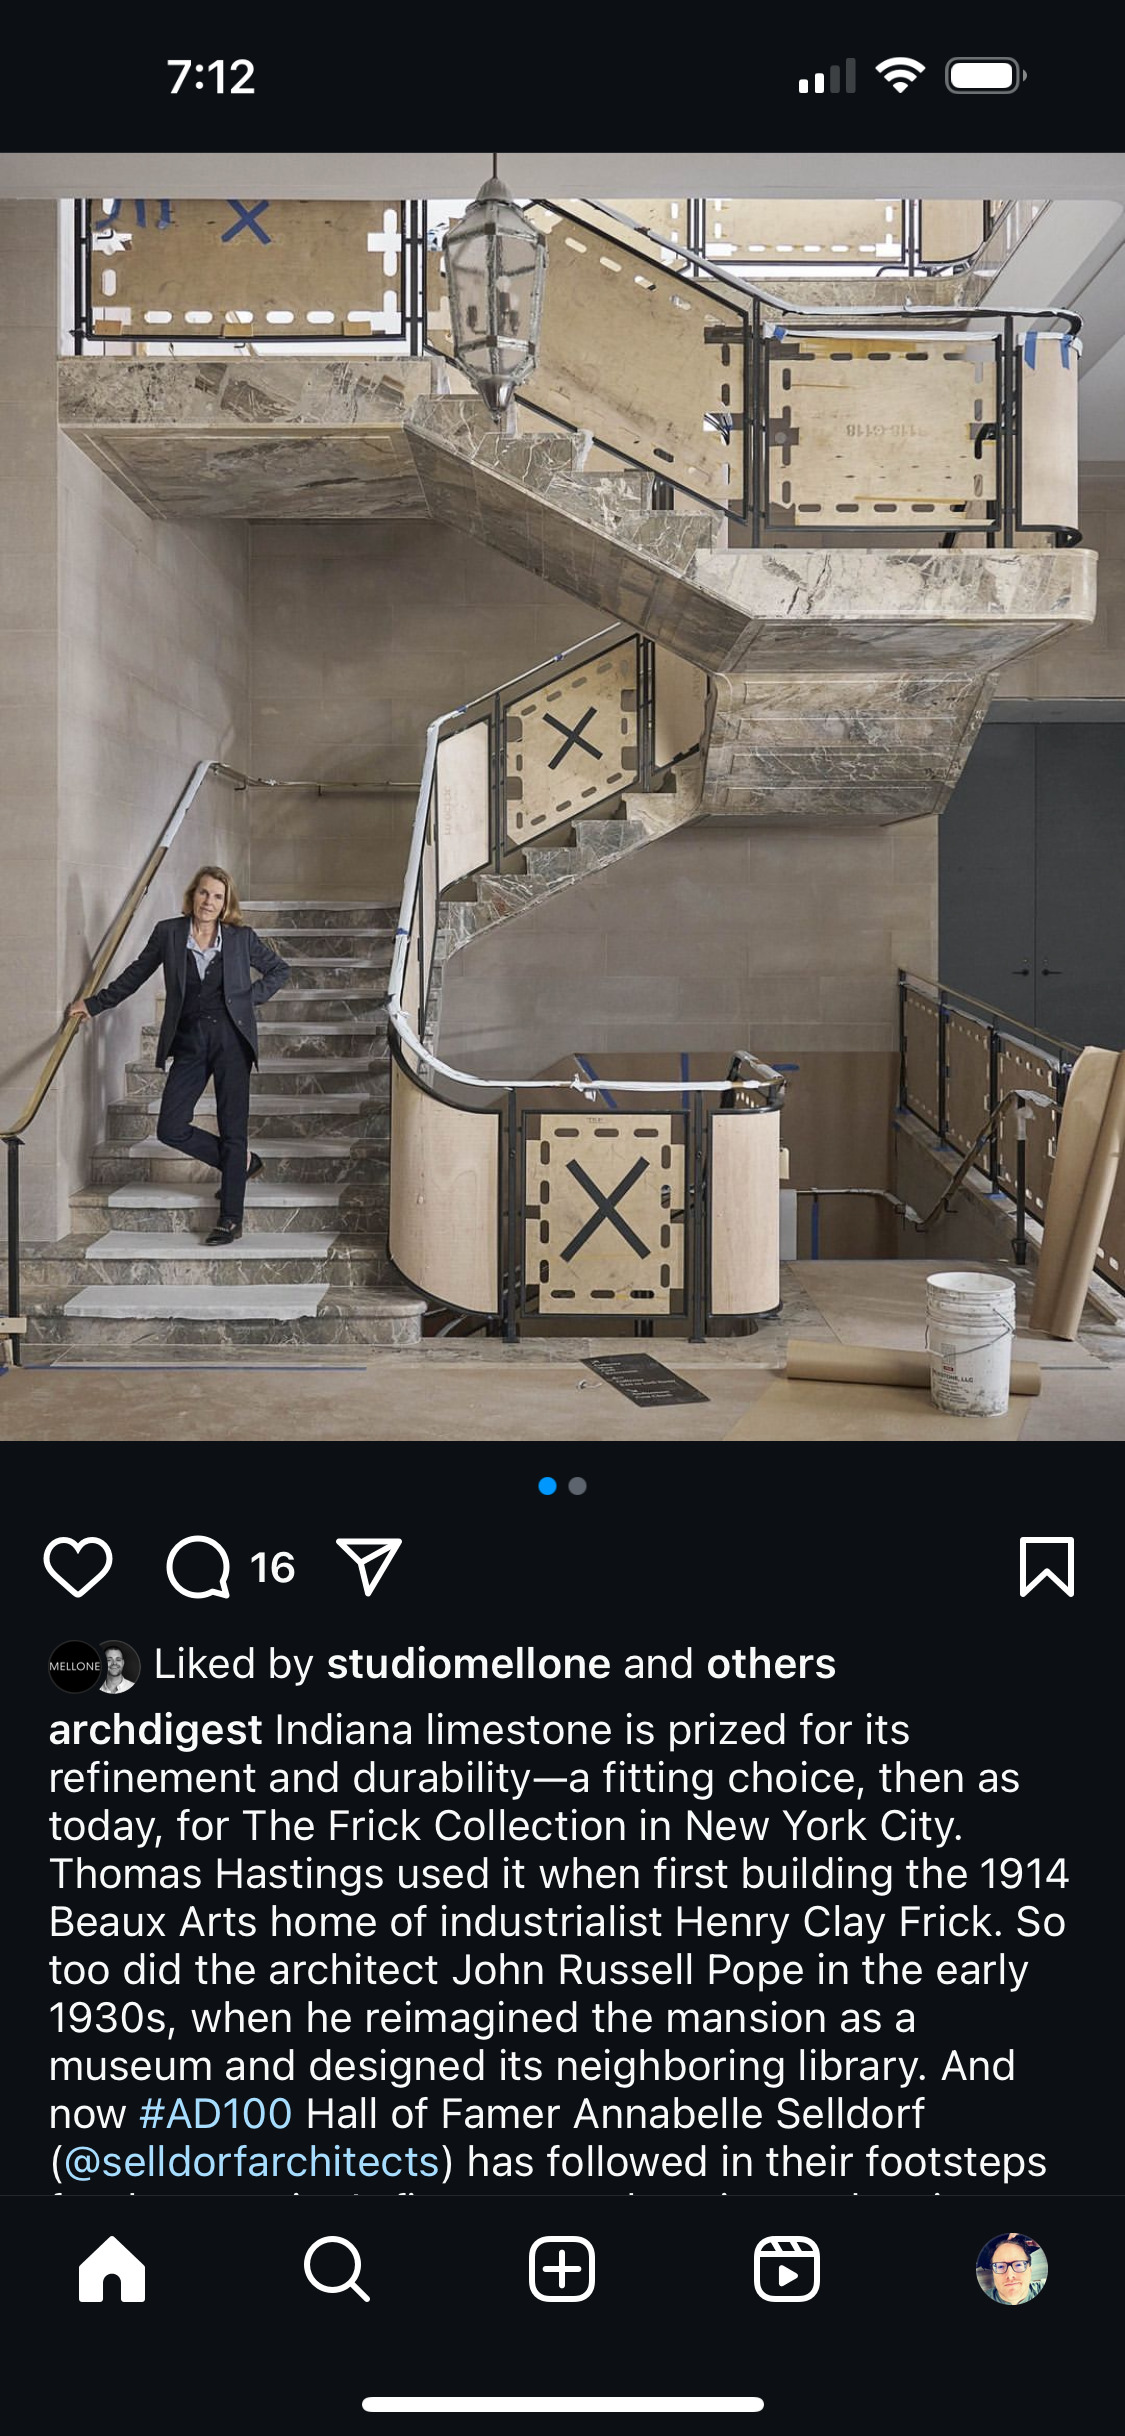 7:12
16
MELLONE
Liked by studiomellone and others
archdigest Indiana limestone is prized for its
refinement and durability—a fitting choice, then as
today, for The Frick Collection in New York City.
Thomas Hastings used it when first building the 1914
Beaux Arts home of industrialist Henry Clay Frick. So
too did the architect John Russell Pope in the early
1930s, when he reimagined the mansion as a
museum and designed its neighboring library. And
now #AD100 Hall of Famer Annabelle Selldorf
(@selldorfarchitects) has followed in their footsteps